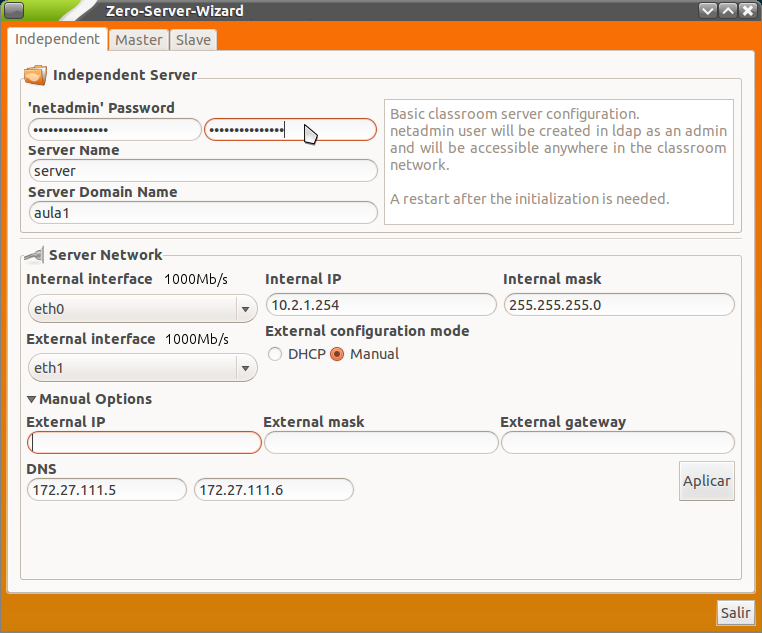 Zero-Server-Wizard
Independent Master Slave
Independent Server
'netadmin' Password
••••••••••••••• •••••••••••••••
Server Name
server
Server Domain Name
aula1
Basic classroom server configuration.
netadmin user will be created in ldap as an admin
and will be accessible anywhere in the classroom
network.
A restart after the initialization is needed.
Server Network
Internal interface 1000Mb/s Internal IP Internal mask
eth0 10.2.1.254 255.255.255.0
External interface 1000Mb/s External configuration mode
eth1 DHCP Manual
Manual Options
External IP External mask External gateway
DNS
172.27.111.5 172.27.111.6 Aplicar
Salir